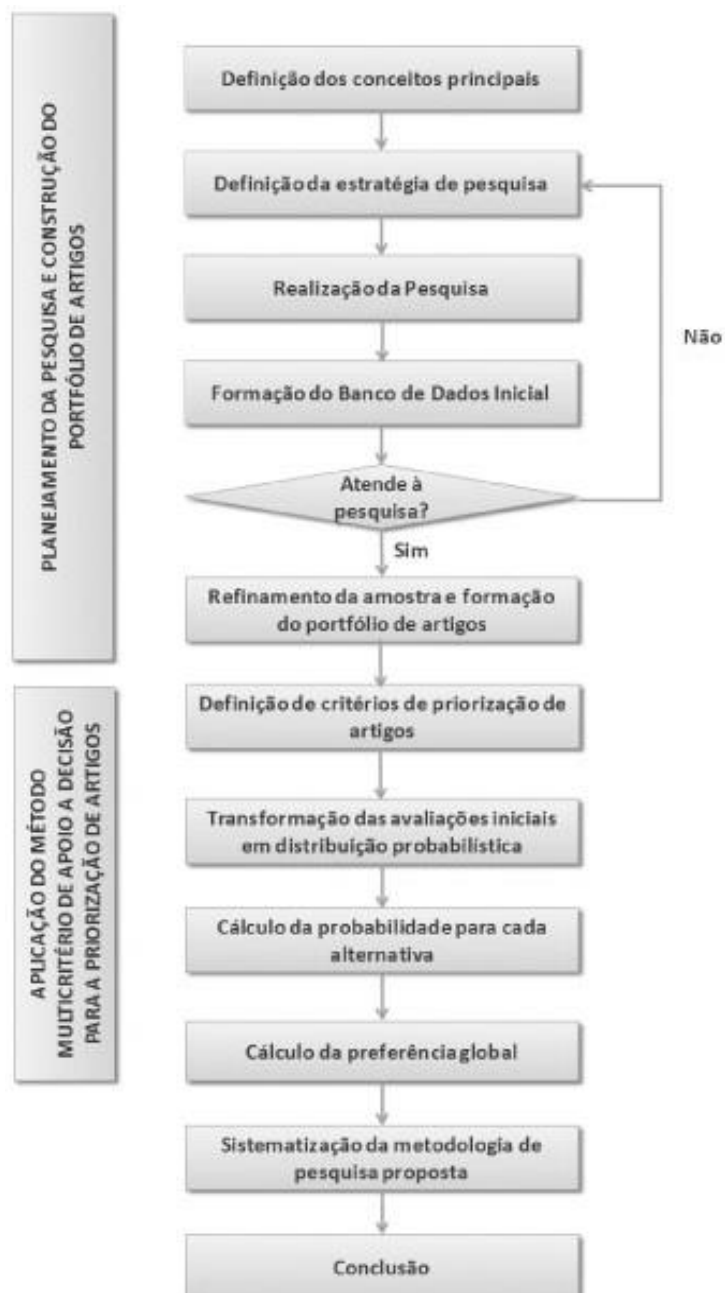 PLANEJAMENTO DA PESQUISA E CONSTRUÇÃO DO
PORTFÓLIO DE ARTIGOS
Definição dos conceitos principais
Definição da estratégia de pesquisa
Realização da Pesquisa
Não
Formação do Banco de Dados Inicial
Atende à
pesquisa?
Sim
Refinamento da amostra e formação
do portfólio de artigos
APLICAÇÃO DO MÉTODO
MULTICRITÉRIO DE APOIO A DECISÃO
PARA A PRIORIZAÇÃO DE ARTIGOS
Definição de critérios de priorização de
artigos
Transformação das avaliações iniciais
em distribuição probabilística
Cálculo da probabilidade para cada
alternativa
Cálculo da preferência global
Sistematização da metodologia de
pesquisa proposta
Conclusão